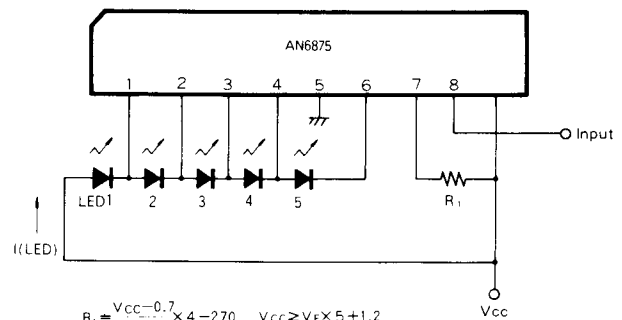 AN6875
1 2 3 4 5 6 7 8
Input
LED1 2 3 4 5
R1
I(LED)
VCC
R1≒ VCC−0.7 × 4−270 VCC≥VF×5+1.2